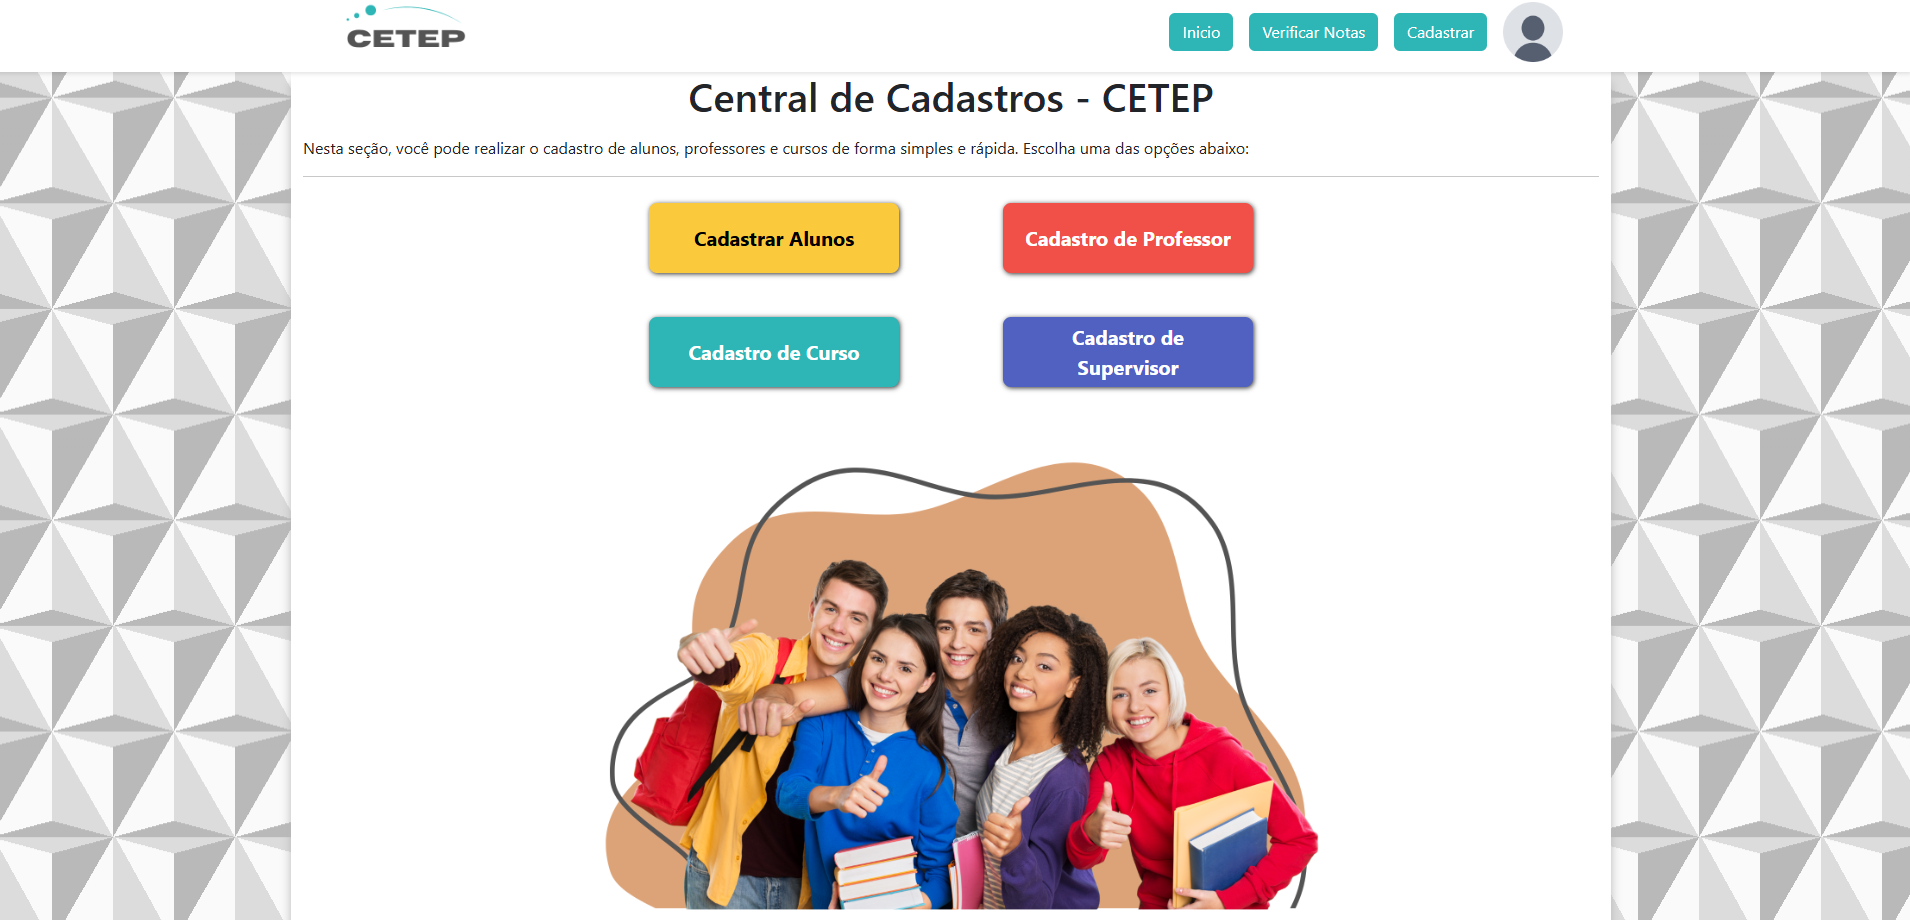 CETEP
Inicio
Verificar Notas
Cadastrar
Central de Cadastros - CETEP
Nesta seção, você pode realizar o cadastro de alunos, professores e cursos de forma simples e rápida. Escolha uma das opções abaixo:
Cadastrar Alunos
Cadastro de Professor
Cadastro de Curso
Cadastro de
Supervisor